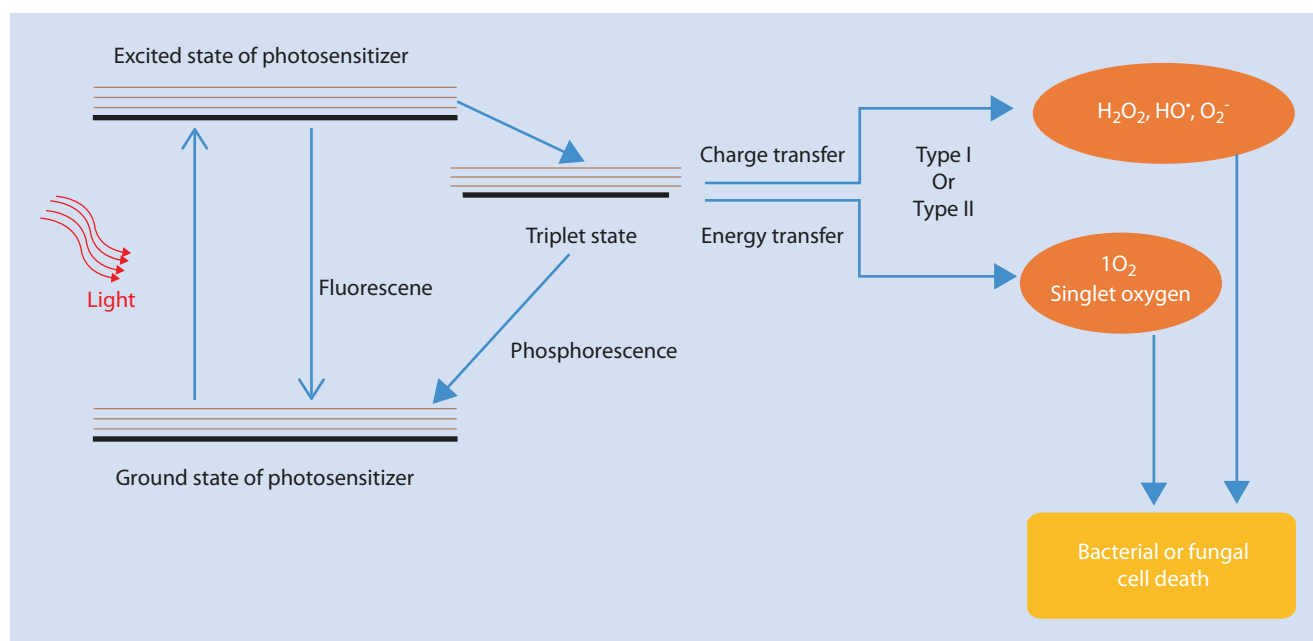 Excited state of photosensitizer
H₂O₂, HO•, O₂⁻
Charge transfer
Type I
Or
Type II
Triplet state
Energy transfer
1O₂
Singlet oxygen
Light
Fluorescene
Phosphorescence
Ground state of photosensitizer
Bacterial or fungal
cell death